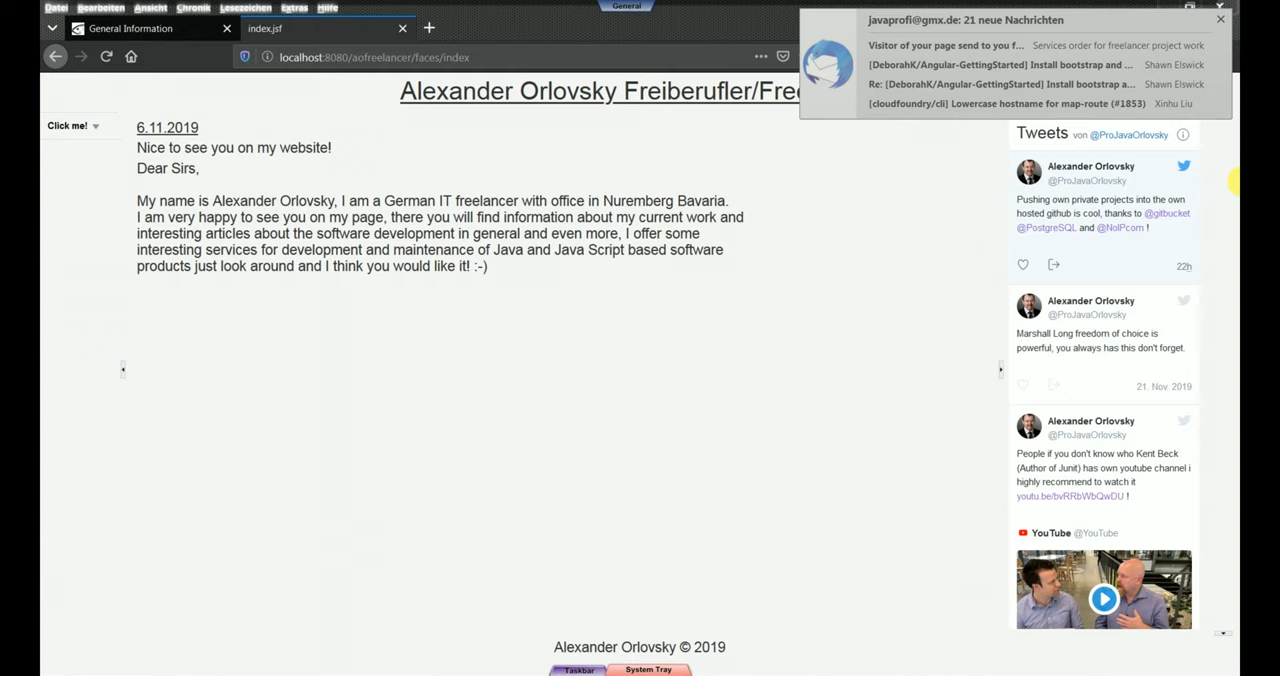 Datei Bearbeiten Ansicht Chronik Lesezeichen Extras Hilfe
General
General Information
index.jsf
localhost:8080/aofreelancer/faces/index
javaprofi@gmx.de: 21 neue Nachrichten
Visitor of your page send to you f... Services order for freelancer project work
[DeborahK/Angular-GettingStarted] Install bootstrap and ... Shawn Elswick
Re: [DeborahK/Angular-GettingStarted] Install bootstrap a... Shawn Elswick
[cloudfoundry/cli] Lowercase hostname for map-route (#1853) Xinhu Liu
Alexander Orlovsky Freiberufler/Free
Click me!
6.11.2019
Nice to see you on my website!
Dear Sirs,
My name is Alexander Orlovsky, I am a German IT freelancer with office in Nuremberg Bavaria.
I am very happy to see you on my page, there you will find information about my current work and
interesting articles about the software development in general and even more, I offer some
interesting services for development and maintenance of Java and Java Script based software
products just look around and I think you would like it! :-)
Tweets von @ProJavaOrlovsky
Alexander Orlovsky
@ProJavaOrlovsky
Pushing own private projects into the own
hosted github is cool, thanks to @gitbucket
@PostgreSQL and @NoIPcom !
22h
Alexander Orlovsky
@ProJavaOrlovsky
Marshall Long freedom of choice is
powerful, you always has this don't forget.
21. Nov. 2019
Alexander Orlovsky
@ProJavaOrlovsky
People if you don't know who Kent Beck
(Author of Junit) has own youtube channel i
highly recommend to watch it
youtu.be/bvRRbWbQwDU !
YouTube @YouTube
Alexander Orlovsky © 2019
Taskbar
System Tray